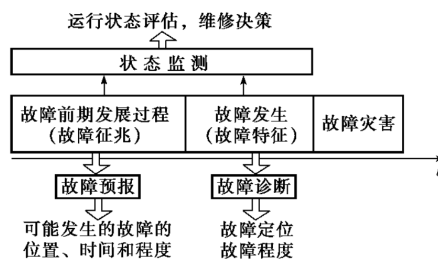 运行状态评估，维修决策
状态监测
故障前期发展过程
（故障征兆）
故障发生
（故障特征）
故障灾害
t
故障预报
故障诊断
可能发生的故障的
位置、时间和程度
故障定位
故障程度